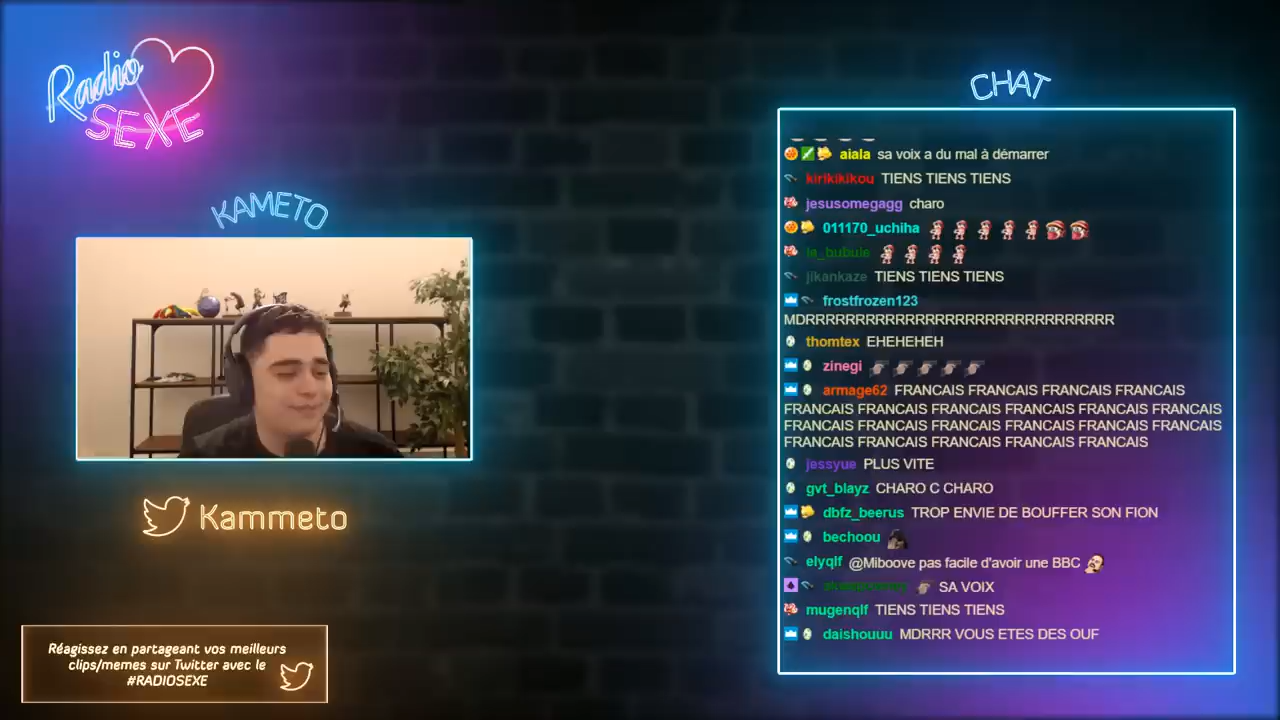 Radio
SEXE
KAMETO
Kammeto
Réagissez en partageant vos meilleurs
clips/memes sur Twitter avec le
#RADIOSEXE
CHAT
aiala sa voix a du mal à démarrer
kirikikikou TIENS TIENS TIENS
jesusomegagg charo
011170_uchiha
le_bubule
jikankaze TIENS TIENS TIENS
frostfrozen123
MDRRRRRRRRRRRRRRRRRRRRRRRRRRRRR
thomtex EHEHEHEH
zinegi
armage62 FRANCAIS FRANCAIS FRANCAIS FRANCAIS
FRANCAIS FRANCAIS FRANCAIS FRANCAIS FRANCAIS FRANCAIS
FRANCAIS FRANCAIS FRANCAIS FRANCAIS FRANCAIS FRANCAIS
FRANCAIS FRANCAIS FRANCAIS FRANCAIS FRANCAIS
jessyue PLUS VITE
gvt_blayz CHARO C CHARO
dbfz_beerus TROP ENVIE DE BOUFFER SON FION
bechoou
elyqlf @Miboove pas facile d'avoir une BBC
SA VOIX
mugenqlf TIENS TIENS TIENS
daishouuu MDRRR VOUS ETES DES OUF